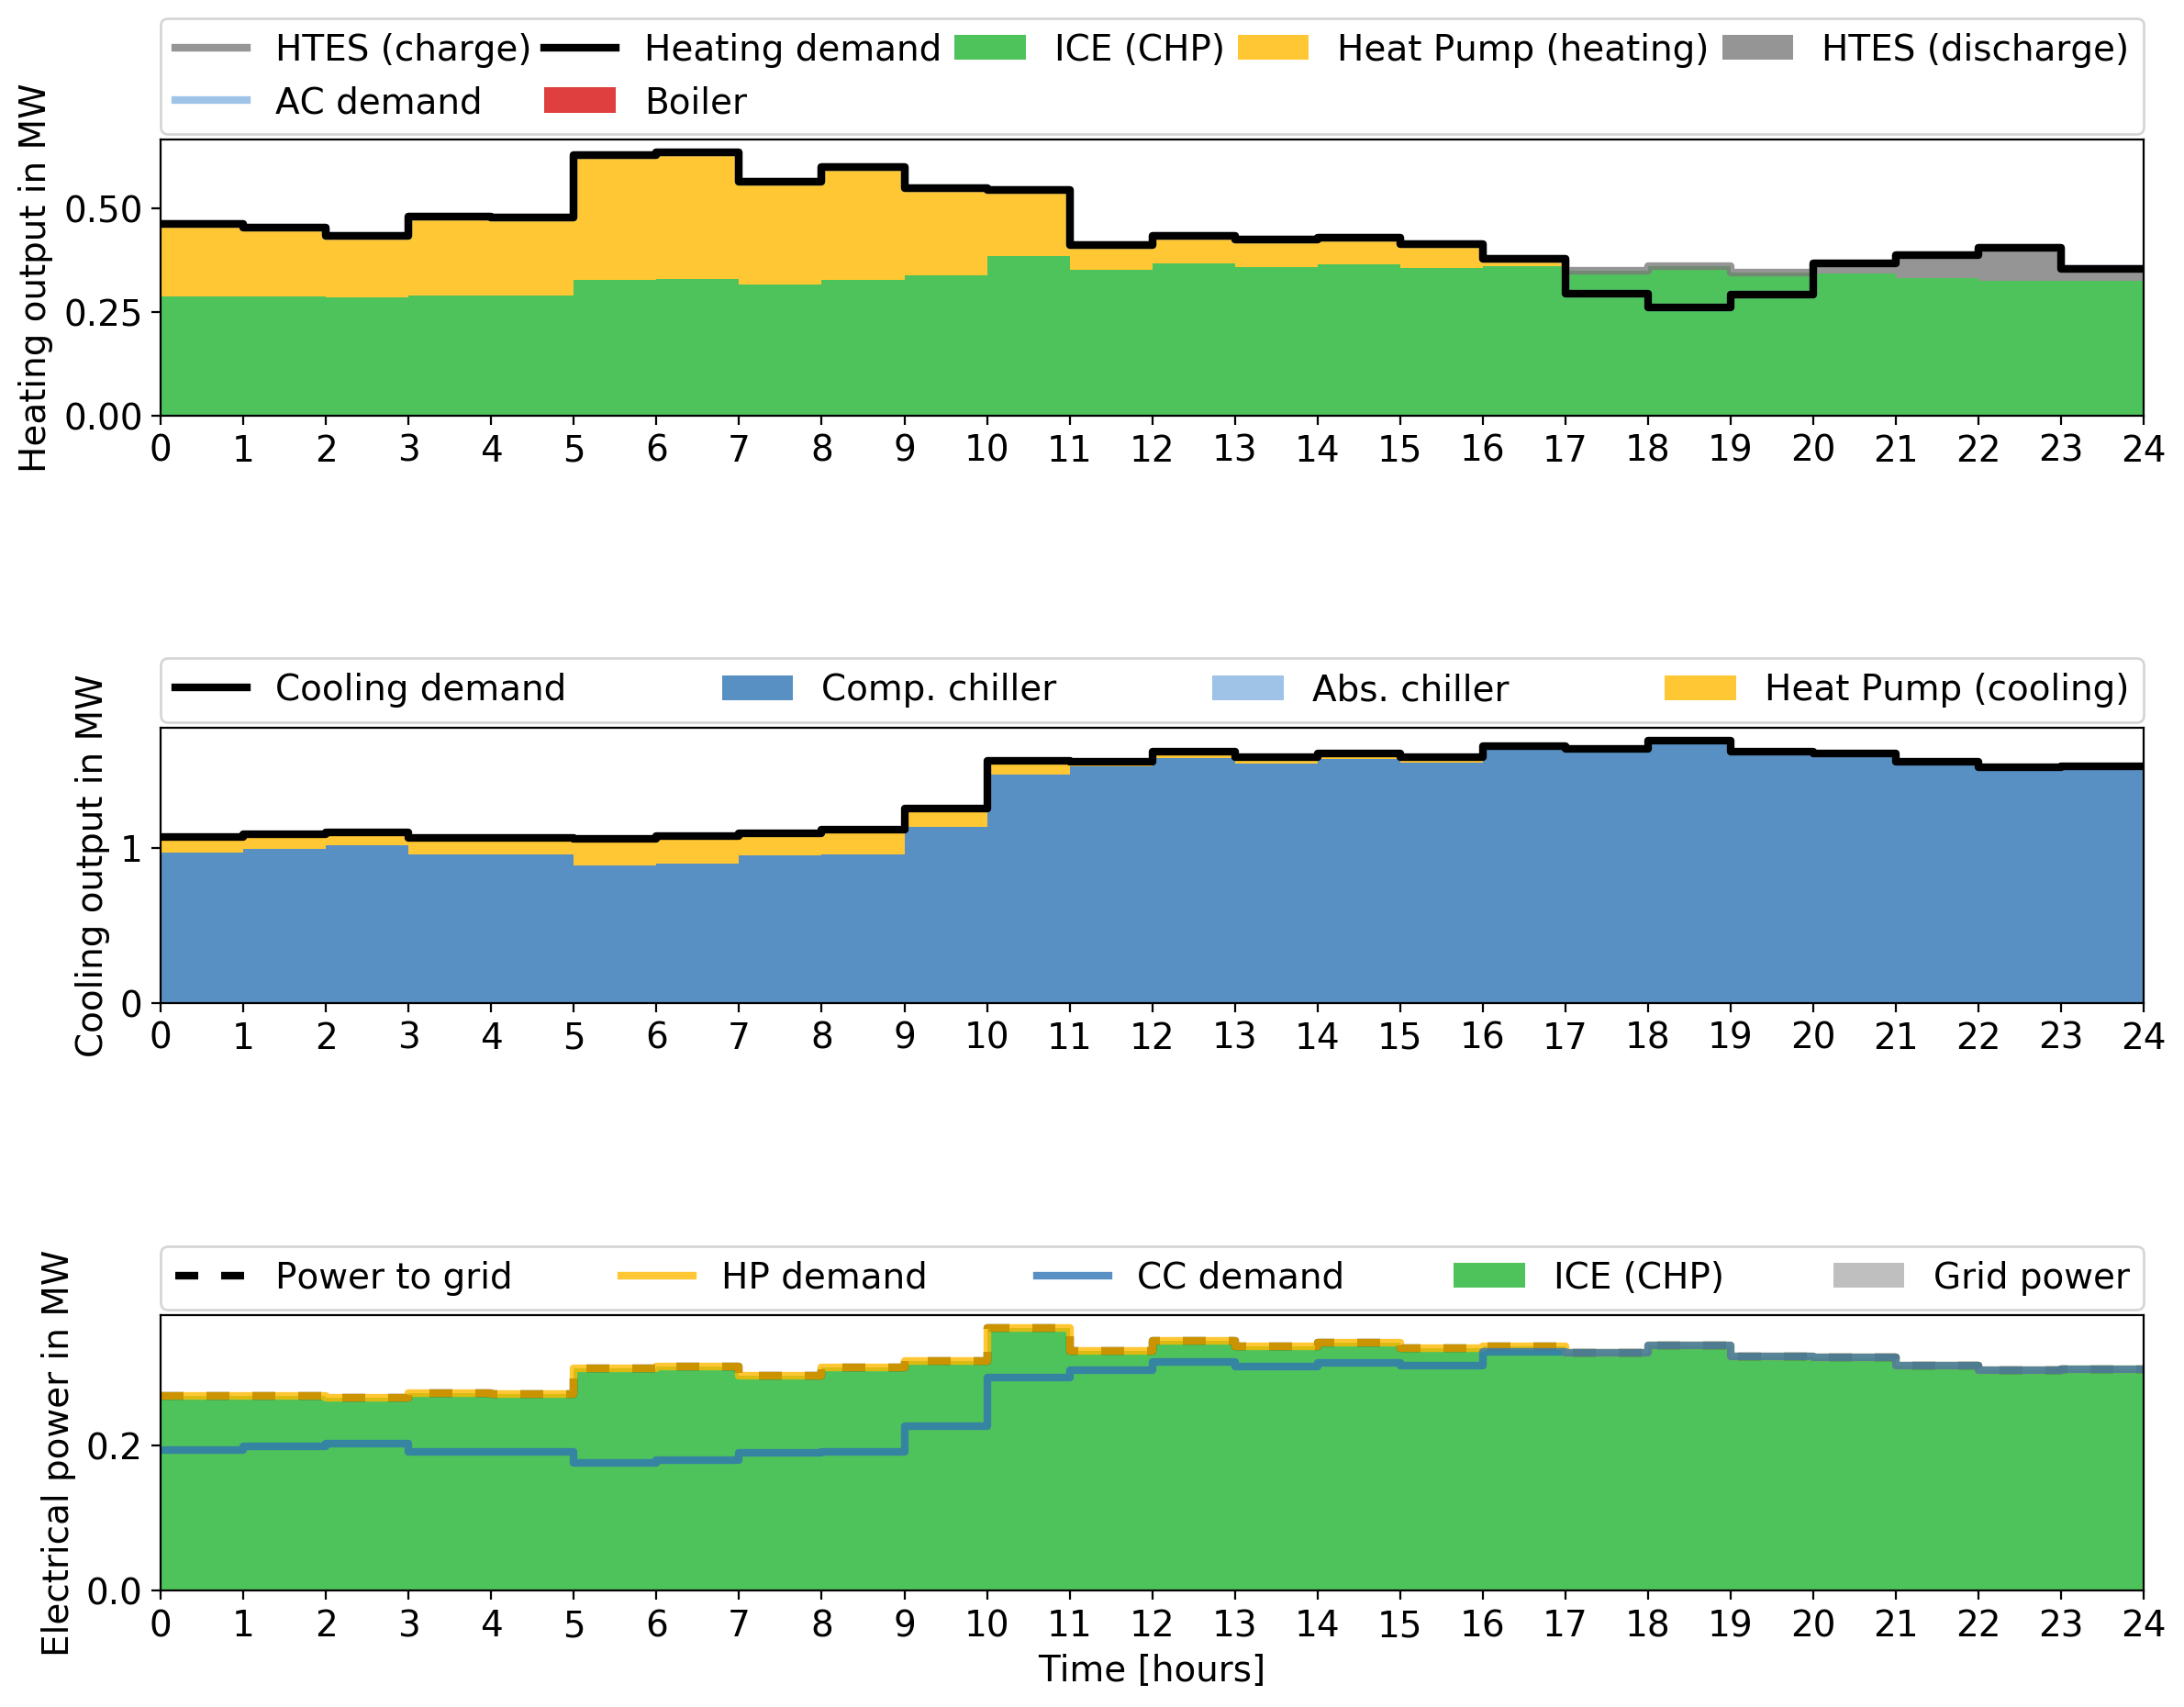 HTES (charge) Heating demand ICE (CHP) Heat Pump (heating) HTES (discharge)
AC demand Boiler
Heating output in MW
0.50
0.25
0.00
0 1 2 3 4 5 6 7 8 9 10 11 12 13 14 15 16 17 18 19 20 21 22 23 24
Cooling demand Comp. chiller Abs. chiller Heat Pump (cooling)
Cooling output in MW
1
0
0 1 2 3 4 5 6 7 8 9 10 11 12 13 14 15 16 17 18 19 20 21 22 23 24
Power to grid HP demand CC demand ICE (CHP) Grid power
Electrical power in MW
0.2
0.0
0 1 2 3 4 5 6 7 8 9 10 11 12 13 14 15 16 17 18 19 20 21 22 23 24
Time [hours]